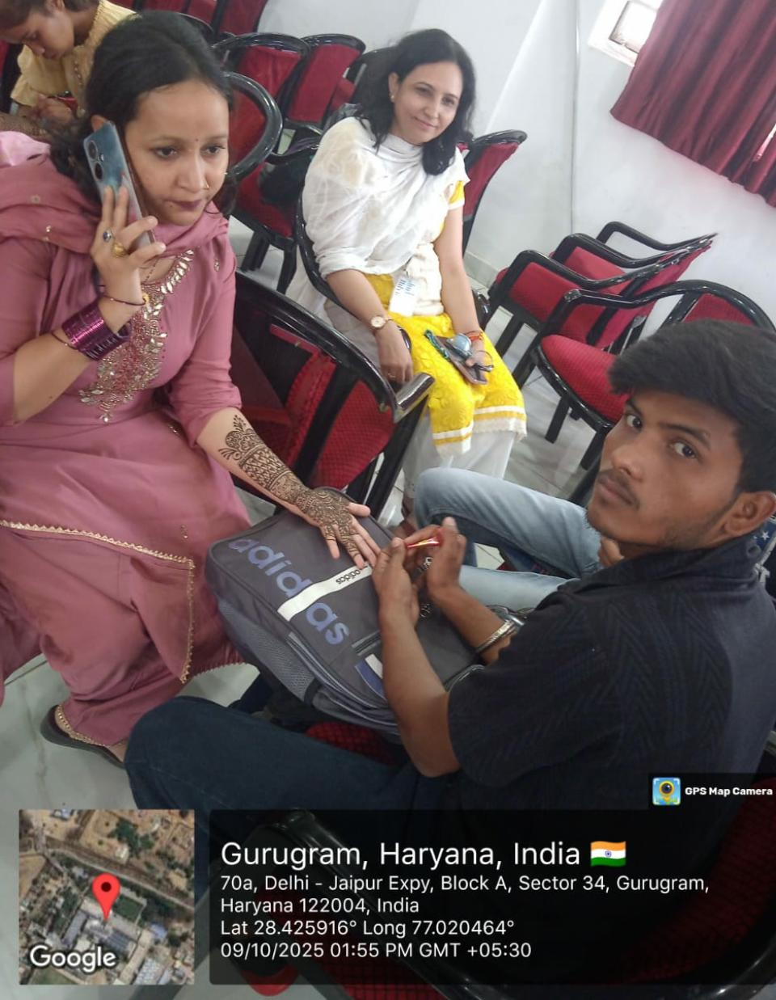 adidas
adidas
GPS Map Camera
Gurugram, Haryana, India
70a, Delhi - Jaipur Expy, Block A, Sector 34, Gurugram,
Haryana 122004, India
Lat 28.425916° Long 77.020464°
09/10/2025 01:55 PM GMT +05:30
Google